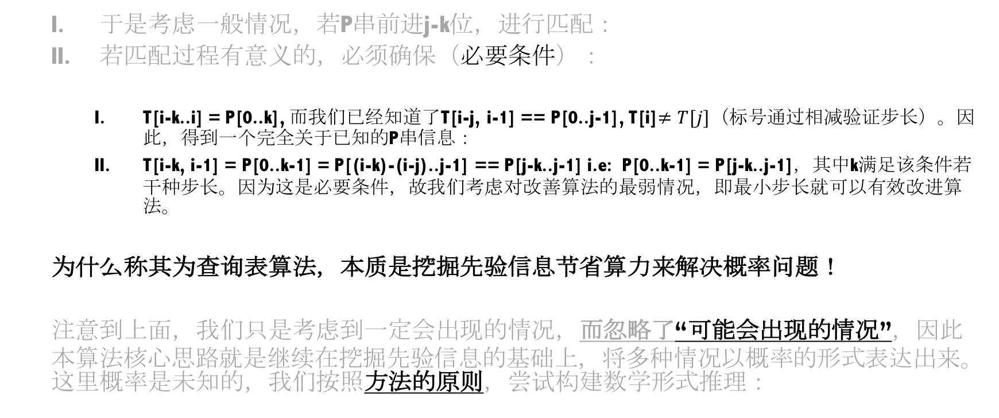 I. 于是考虑一般情况，若P串前进j-k位，进行匹配：
II. 若匹配过程有意义的，必须确保（必要条件）：
I. T[i-k..i] = P[0..k], 而我们已经知道了T[i-j, i-1] == P[0..j-1], T[i]≠ T[j]（标号通过相减验证步长）。因
此，得到一个完全关于已知的P串信息：
II. T[i-k, i-1] = P[0..k-1] = P[(i-k)-(i-j)..j-1] == P[j-k..j-1] i.e: P[0..k-1] = P[j-k..j-1]，其中k满足该条件若
干种步长。因为这是必要条件，故我们考虑对改善算法的最弱情况，即最小步长就可以有效改进算
法。
为什么称其为查询表算法，本质是挖掘先验信息节省算力来解决概率问题！
注意到上面，我们只是考虑到一定会出现的情况，而忽略了“可能会出现的情况”，因此
本算法核心思路就是继续在挖掘先验信息的基础上，将多种情况以概率的形式表达出来。
这里概率是未知的，我们按照方法的原则，尝试构建数学形式推理：